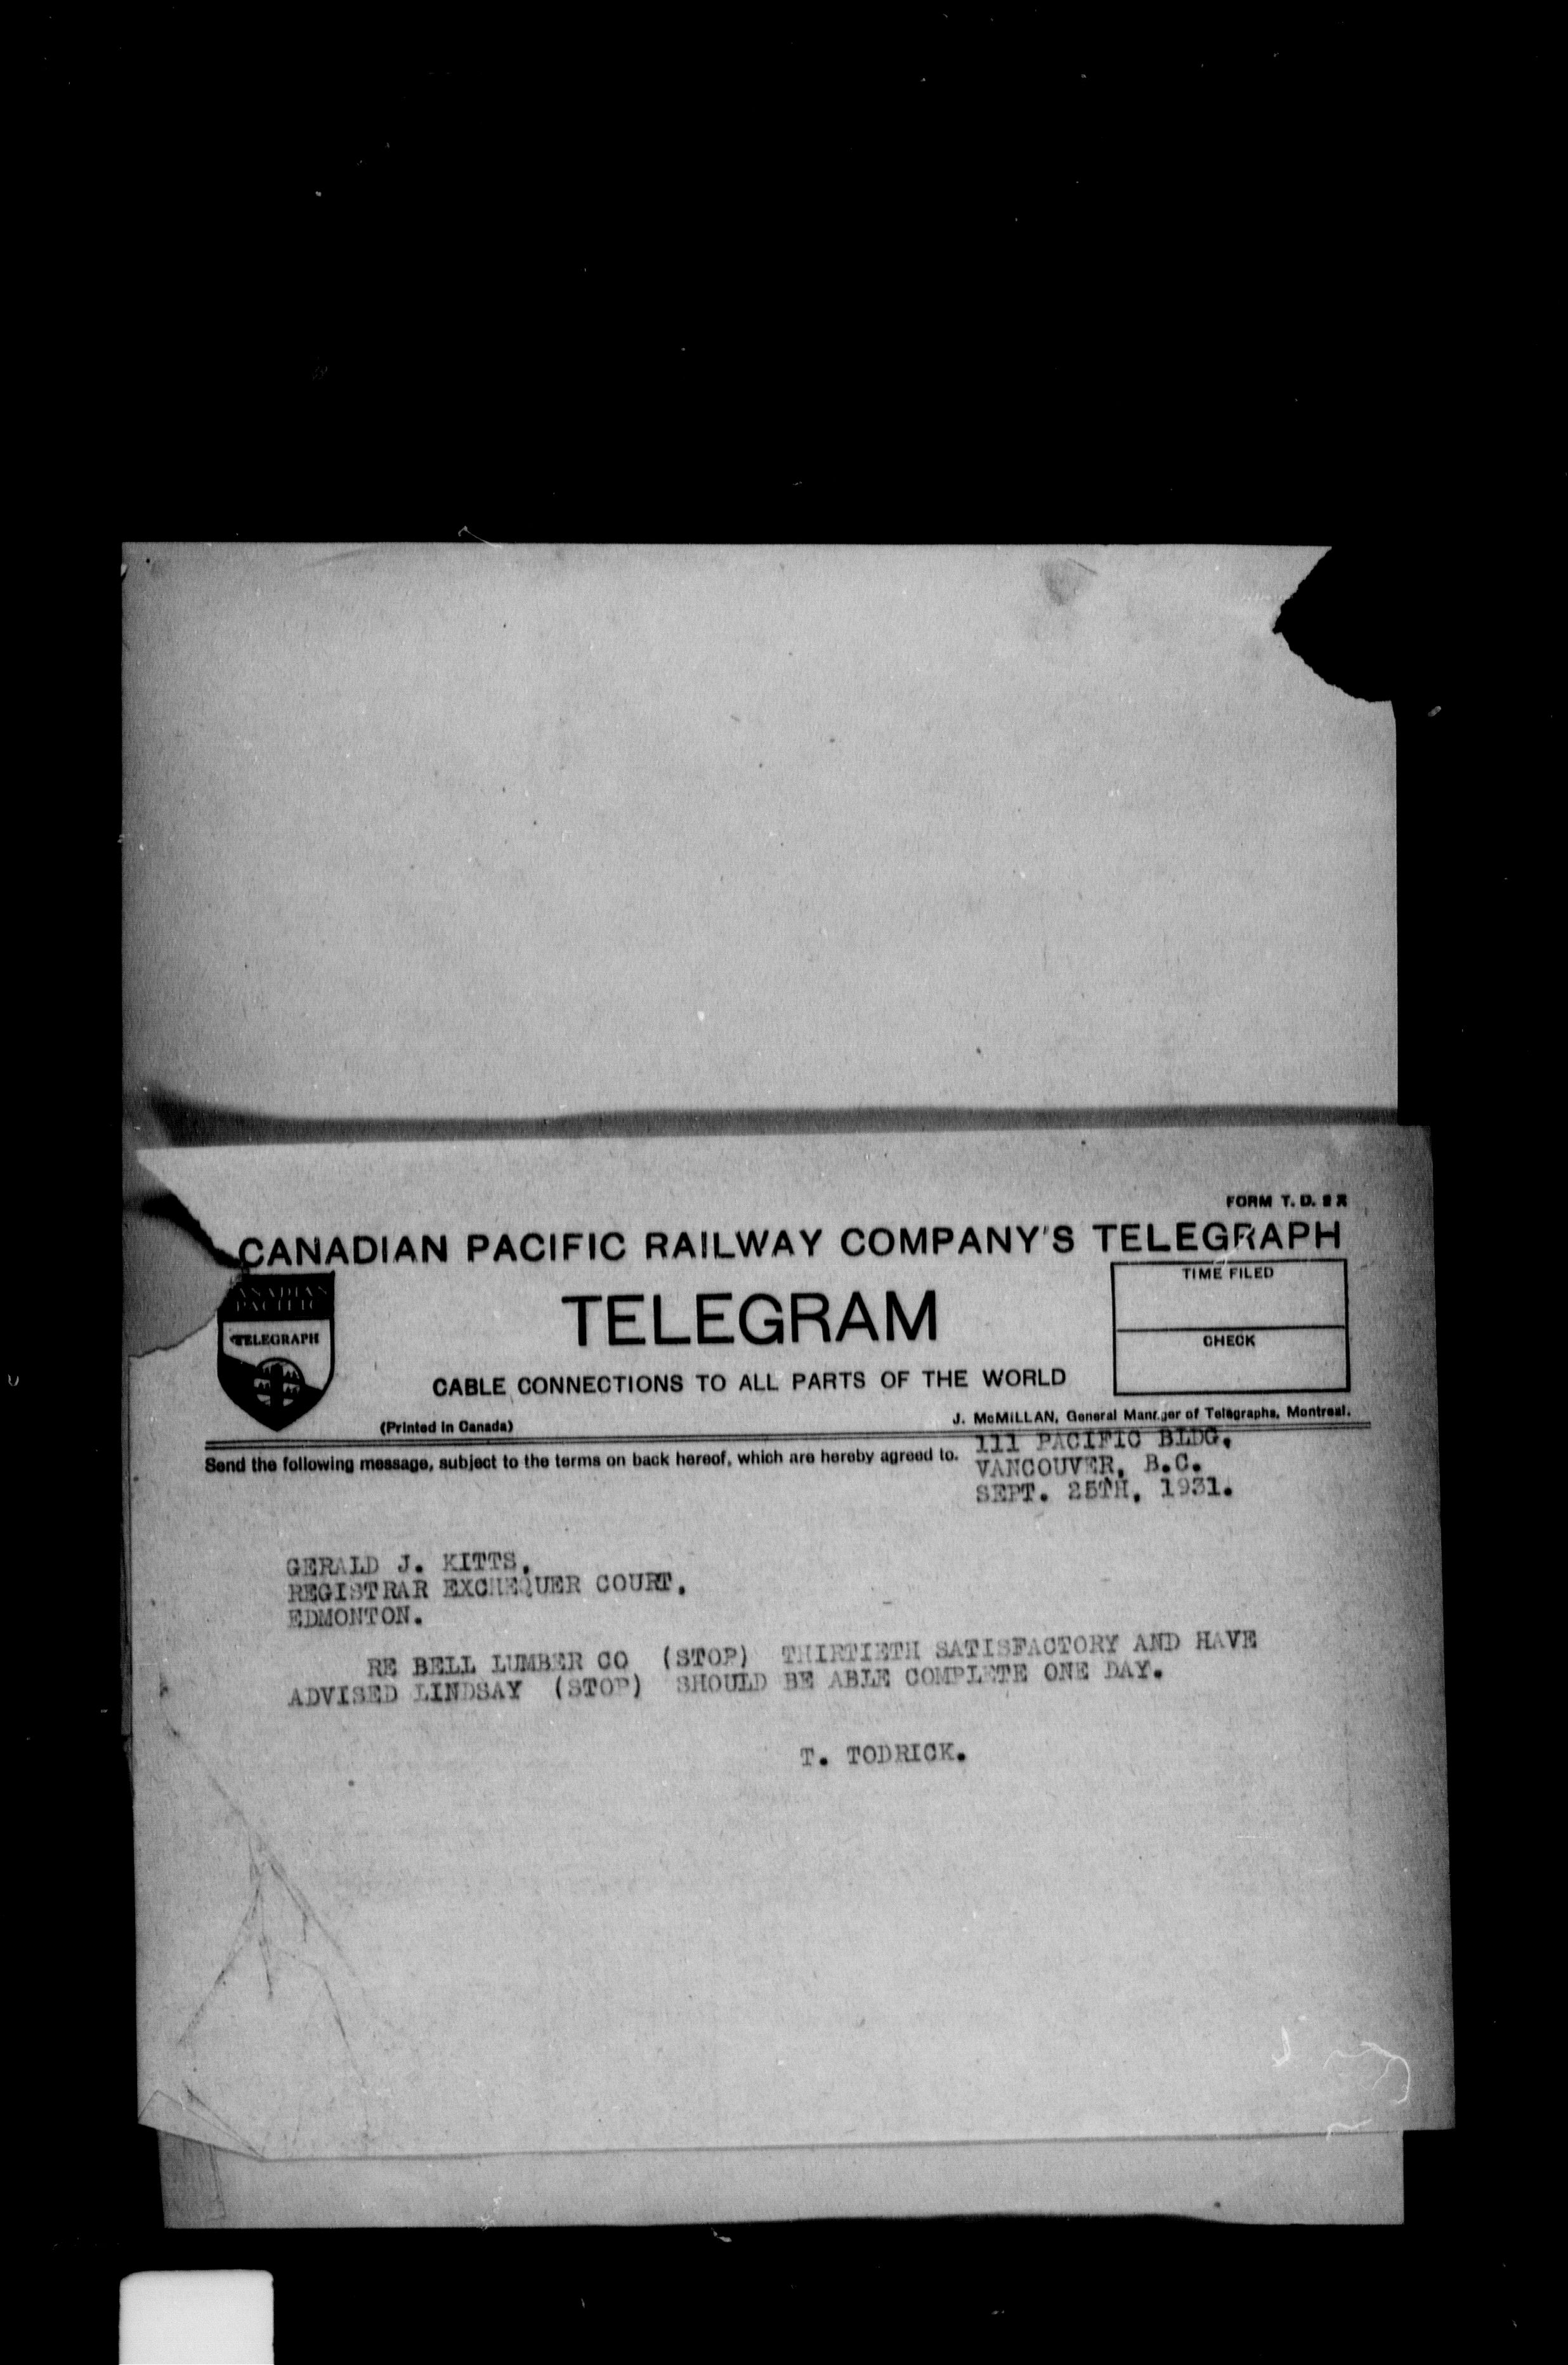 FORM T. D.
CANADIAN PACIFIC RAILWAY COMPANY'S TELEGRAPH
TIME FILED
PACIFIC
TELEGRAM
TELEGRAPH
CHECK
CABLE CONNECTIONS TO ALL PARTS OF THE WORLD
(Printed in Canada)
J. McMILLAN, General Manager of Telegraphs, Montreal.
Send the following message, subject to the terms on back hereof, which are hereby agreed to.
111 PACIFIC BLDG,
VANCOUVER, B.C.
SEPT. 25TH, 1931.
GERALD J. KITTS,
REGISTRAR EXCHEQUER COURT,
EDMONTON.
RE BELL LUMBER CO (STOP) THIRTIETH SATISFACTORY AND HAVE
ADVISED LINDSAY (STOP) SHOULD BE ABLE COMPLETE ONE DAY.
T. TODRICK.